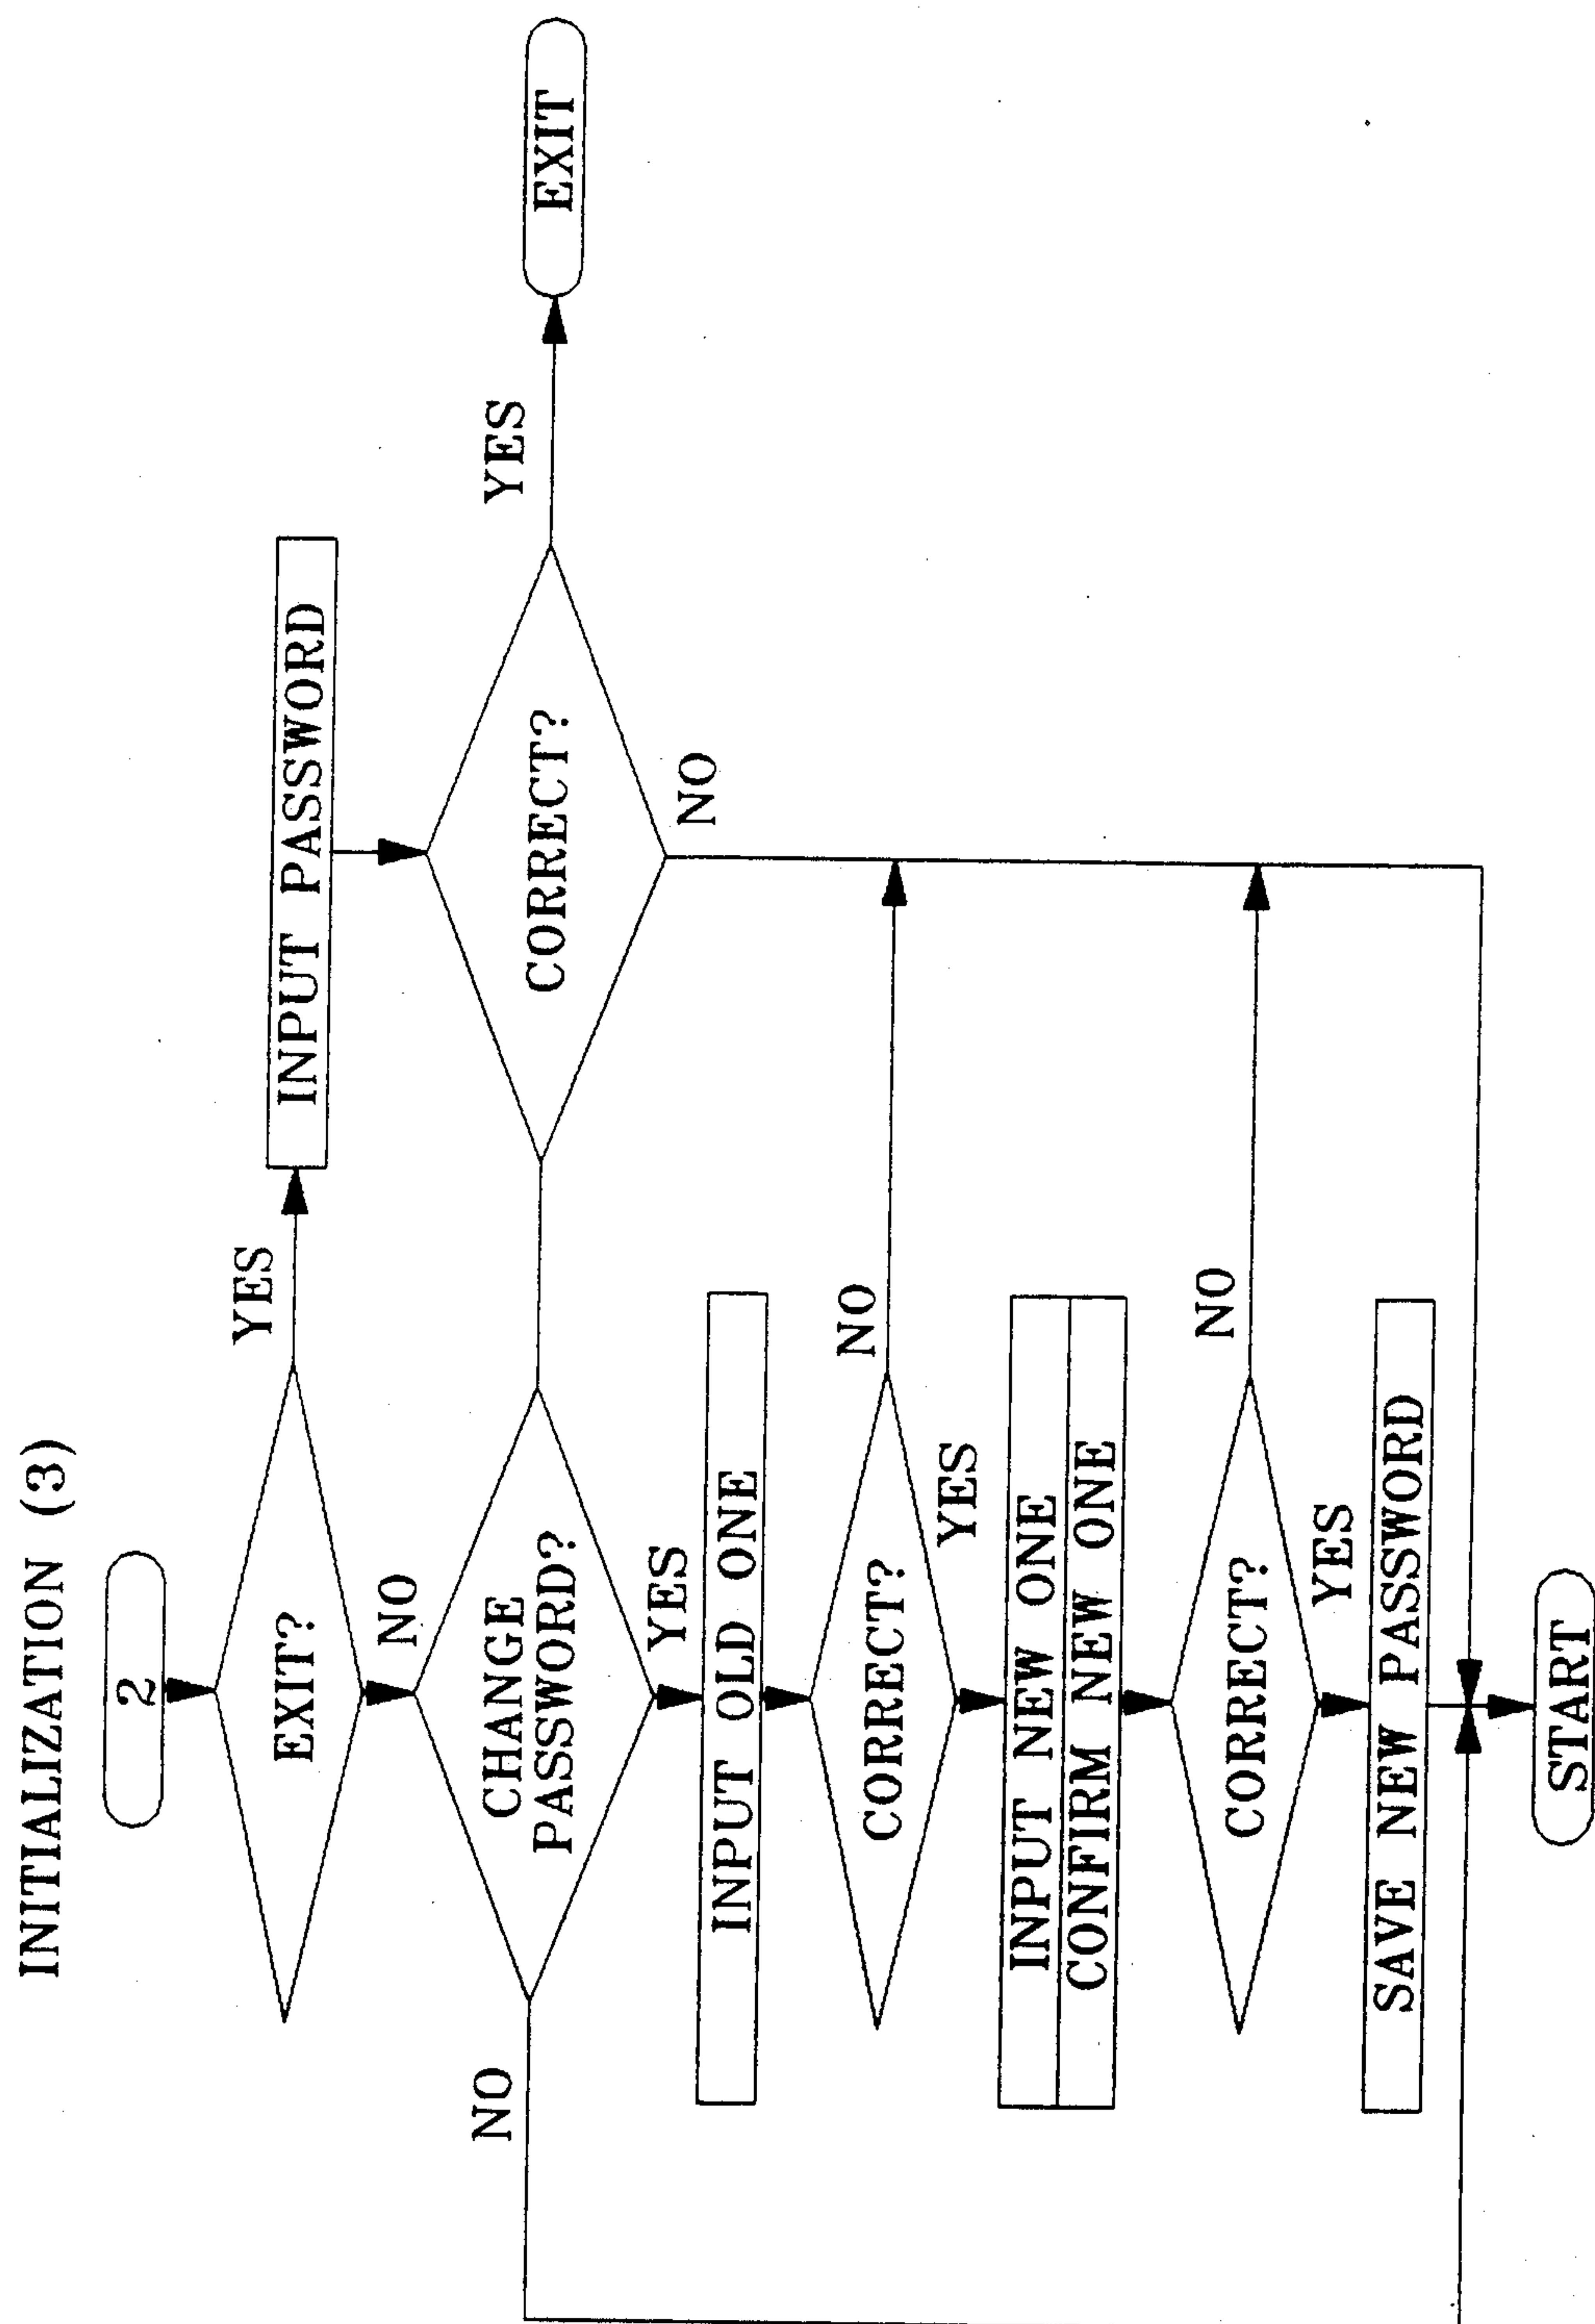 INITIALIZATION (3)
2
EXIT?
YES
INPUT PASSWORD
NO
CHANGE
PASSWORD?
NO
YES
CORRECT?
YES
EXIT
NO
INPUT OLD ONE
CORRECT?
NO
YES
INPUT NEW ONE
CONFIRM NEW ONE
CORRECT?
NO
YES
SAVE NEW PASSWORD
START